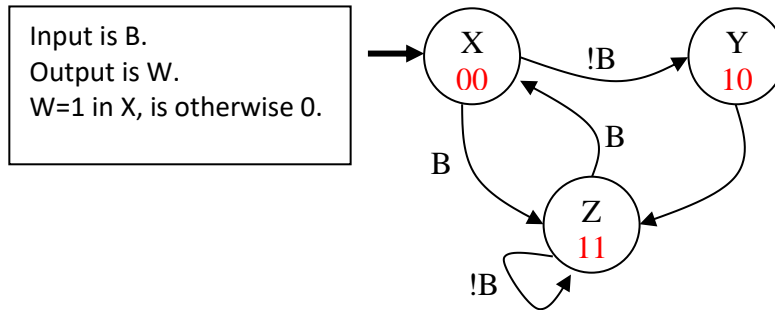 Input is B.
Output is W.
W=1 in X, is otherwise 0.
X
00
!B
Y
10
B
B
Z
11
!B